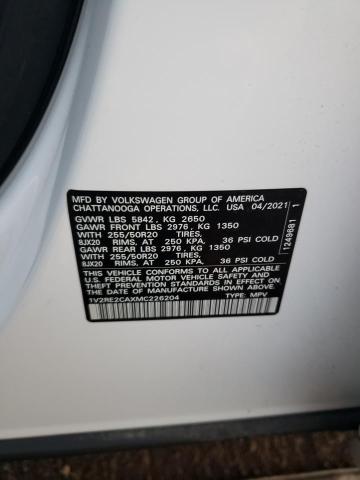 MFD BY VOLKSWAGEN GROUP OF AMERICA
CHATTANOOGA OPERATIONS, LLC. USA 04/2021
GVWR LBS 5842, KG 2650
GAWR FRONT LBS 2976, KG 1350
WITH 255/50R20 TIRES,
8JX20 RIMS, AT 250 KPA, 36 PSI COLD
GAWR REAR LBS 2976, KG 1350
WITH 255/50R20 TIRES,
8JX20 RIMS, AT 250 KPA, 36 PSI COLD
THIS VEHICLE CONFORMS TO ALL APPLICABLE
U.S. FEDERAL MOTOR VEHICLE SAFETY AND
THEFT PREVENTION STANDARDS IN EFFECT
ON THE DATE OF MANUFACTURE SHOWN ABOVE.
1V2RE2CAXMC226204 TYPE: MPV
1249681 1